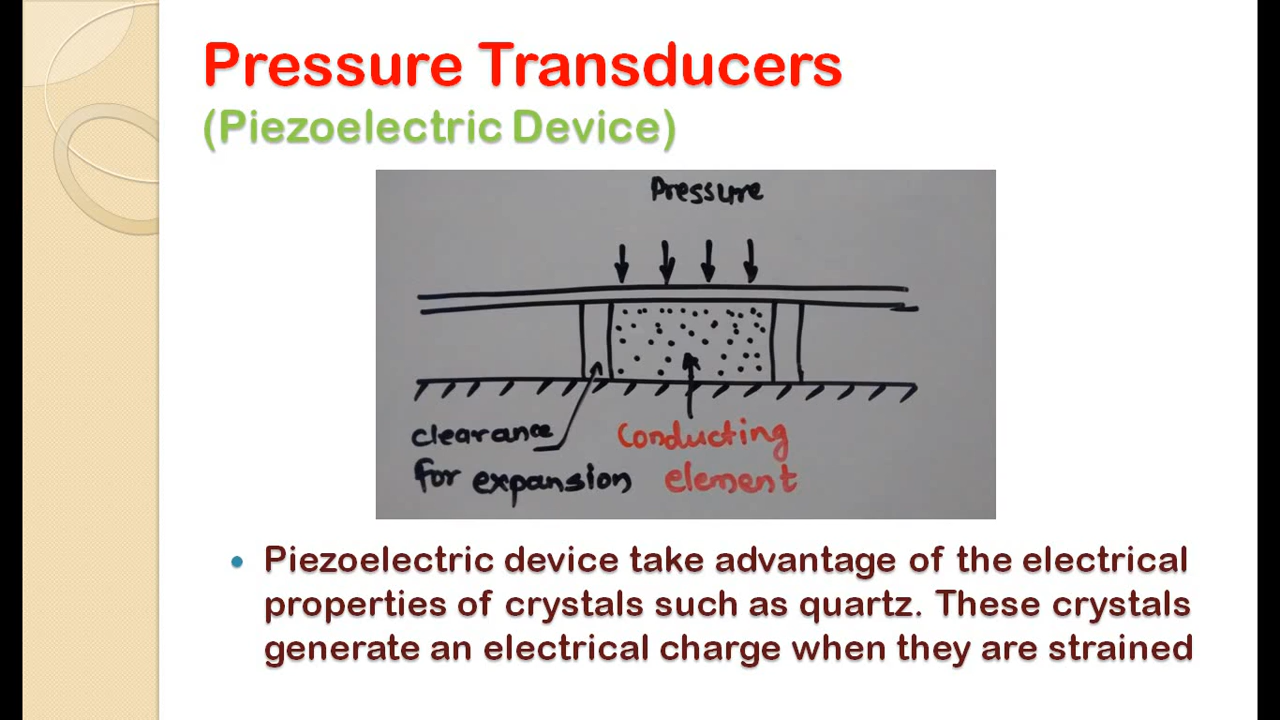 Pressure Transducers
(Piezoelectric Device)
Pressure
clearance
for expansion
Conducting
element
Piezoelectric device take advantage of the electrical
properties of crystals such as quartz. These crystals
generate an electrical charge when they are strained